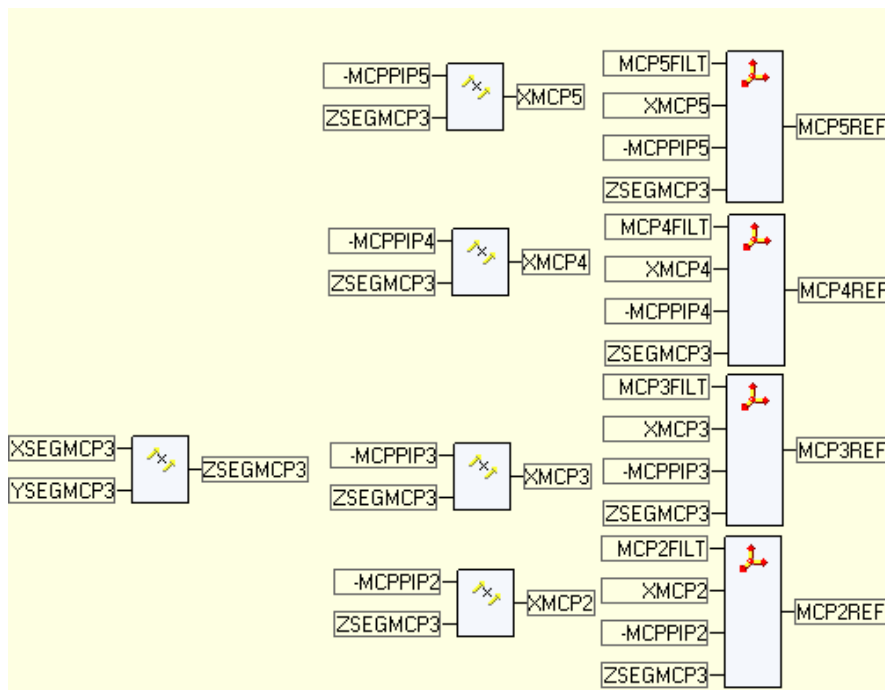 -MCPPIP5
ZSEGMCP3
XMCP5
MCP5FILT
XMCP5
-MCPPIP5
ZSEGMCP3
MCP5REF
-MCPPIP4
ZSEGMCP3
XMCP4
MCP4FILT
XMCP4
-MCPPIP4
ZSEGMCP3
MCP4REF
XSEGMCP3
YSEGMCP3
ZSEGMCP3
-MCPPIP3
ZSEGMCP3
XMCP3
MCP3FILT
XMCP3
-MCPPIP3
ZSEGMCP3
MCP3REF
-MCPPIP2
ZSEGMCP3
XMCP2
MCP2FILT
XMCP2
-MCPPIP2
ZSEGMCP3
MCP2REF